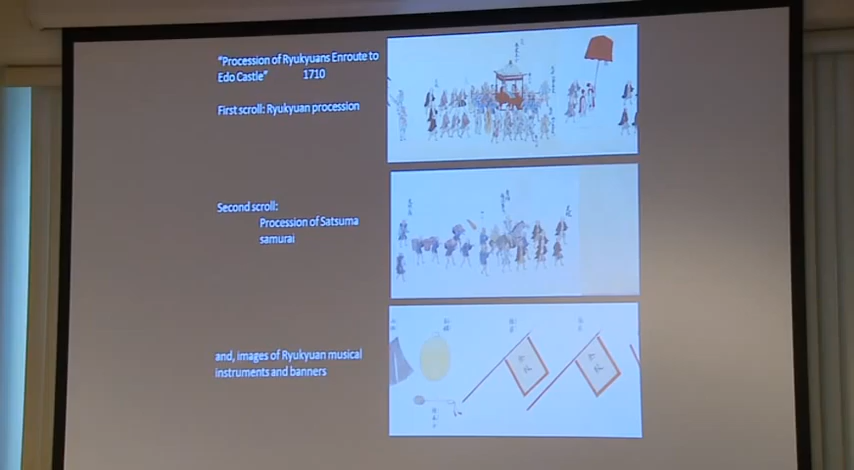 “Procession of Ryukyuans Enroute to
Edo Castle” 1710
First scroll: Ryukyuan procession
Second scroll:
Procession of Satsuma
samurai
and, images of Ryukyuan musical
instruments and banners